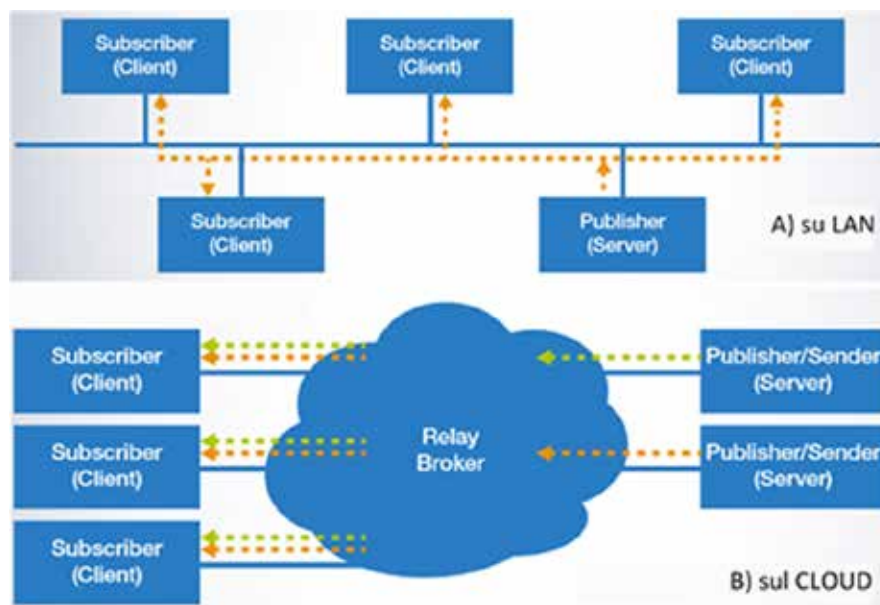 Subscriber
(Client)
Subscriber
(Client)
Subscriber
(Client)
Subscriber
(Client)
Publisher
(Server)
A) su LAN
Subscriber
(Client)
Publisher/Sender
(Server)
Subscriber
(Client)
Relay
Broker
Publisher/Sender
(Server)
Subscriber
(Client)
B) sul CLOUD